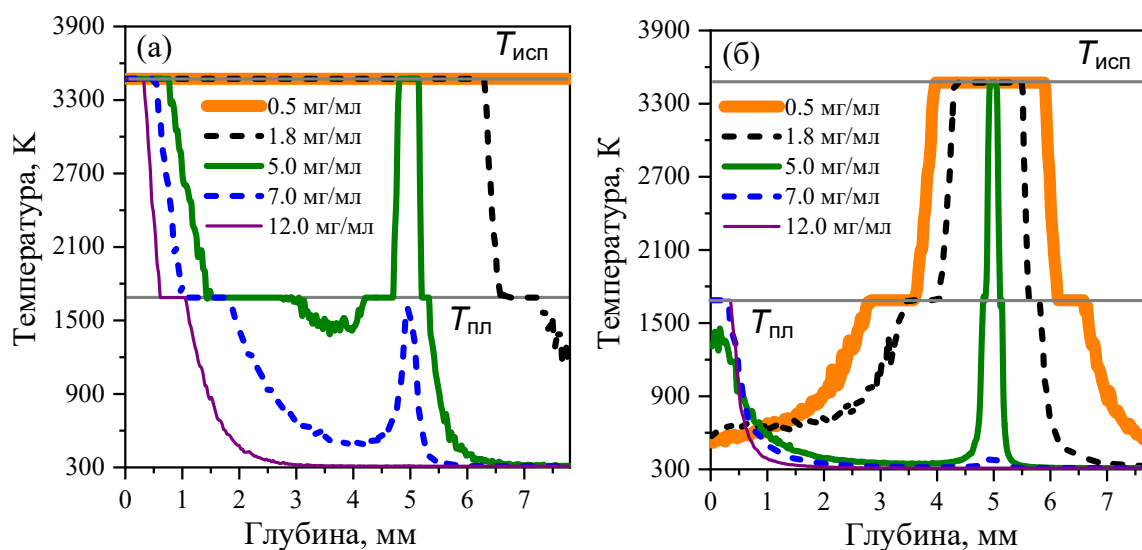 (а)
Tисп
3900
3300
2700
2100
1500
900
300
Температура, К
0.5 мг/мл
1.8 мг/мл
5.0 мг/мл
7.0 мг/мл
12.0 мг/мл
Tпл
0 1 2 3 4 5 6 7
Глубина, мм
(б)
Tисп
3900
3300
2700
2100
1500
900
300
Температура, К
0.5 мг/мл
1.8 мг/мл
5.0 мг/мл
7.0 мг/мл
12.0 мг/мл
Tпл
0 1 2 3 4 5 6 7
Глубина, мм